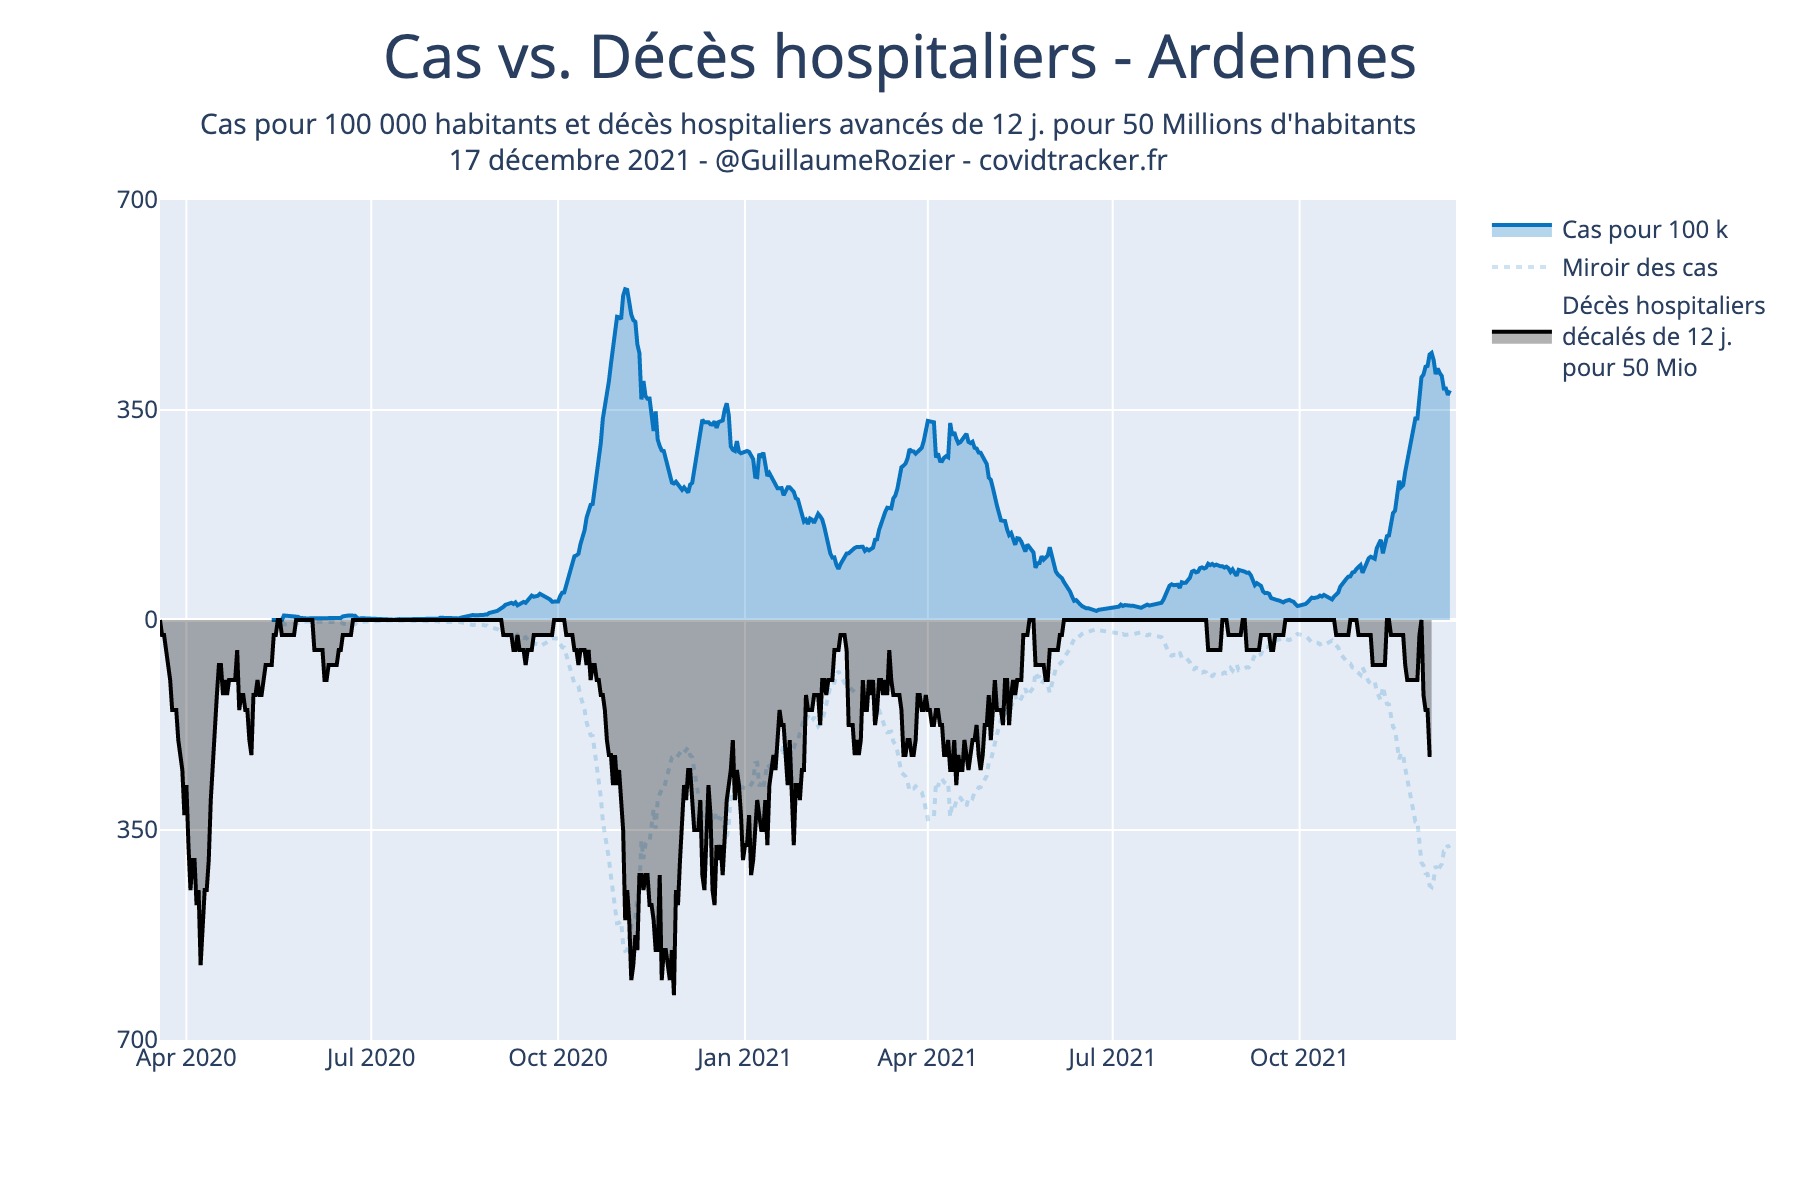 Cas vs. Décès hospitaliers - Ardennes
Cas pour 100 000 habitants et décès hospitaliers avancés de 12 j. pour 50 Millions d'habitants
17 décembre 2021 - @GuillaumeRozier - covidtracker.fr
700
350
0
350
700
Apr 2020
Jul 2020
Oct 2020
Jan 2021
Apr 2021
Jul 2021
Oct 2021
Cas pour 100 k
Miroir des cas
Décès hospitaliers
décalés de 12 j.
pour 50 Mio